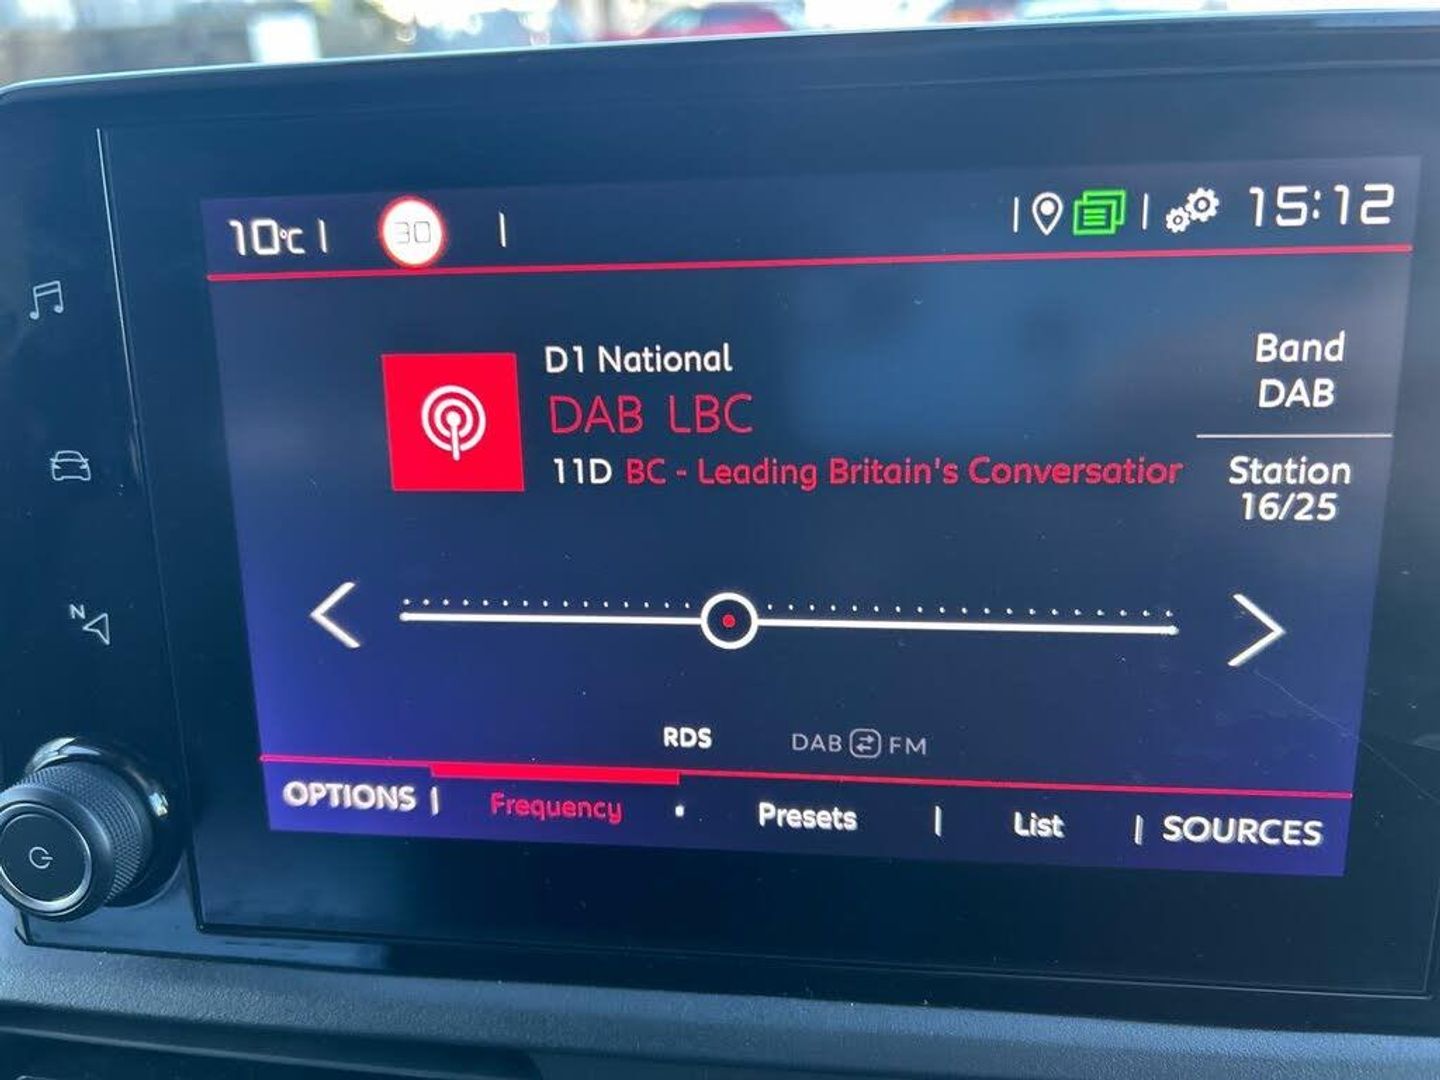 10°C
30
15:12
D1 National
DAB LBC
11D BC - Leading Britain's Conversation
Band
DAB
Station
16/25
N
RDS
DAB FM
OPTIONS
Frequency
Presets
List
SOURCES